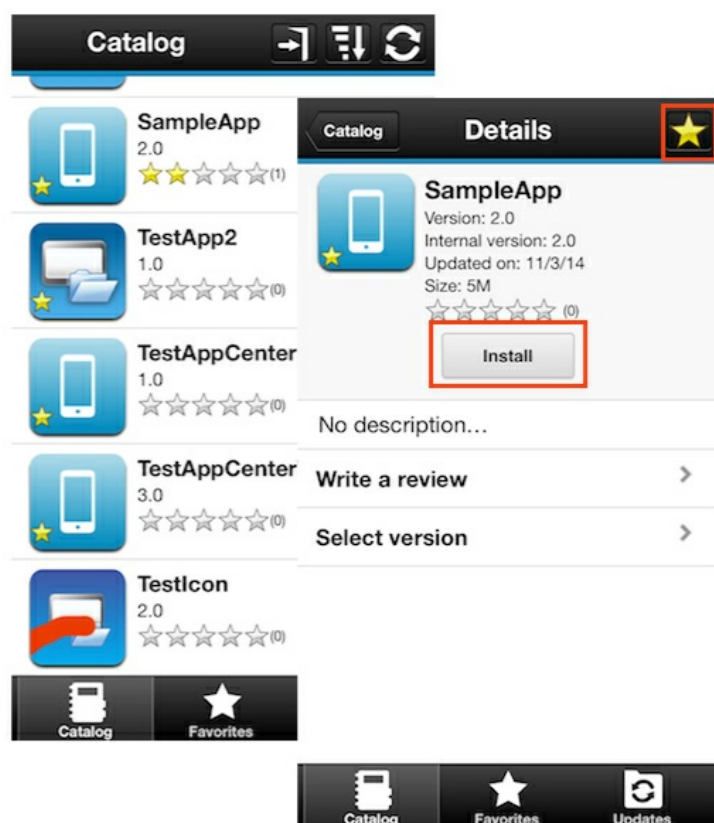 Catalog
SampleApp
2.0
(1)
TestApp2
1.0
(0)
TestAppCenter
1.0
(0)
TestAppCenter
3.0
(0)
TestIcon
2.0
(0)
Catalog
Favorites
Catalog
Details
SampleApp
Version: 2.0
Internal version: 2.0
Updated on: 11/3/14
Size: 5M
(0)
Install
No description...
Write a review
Select version
Catalog
Favorites
Updates